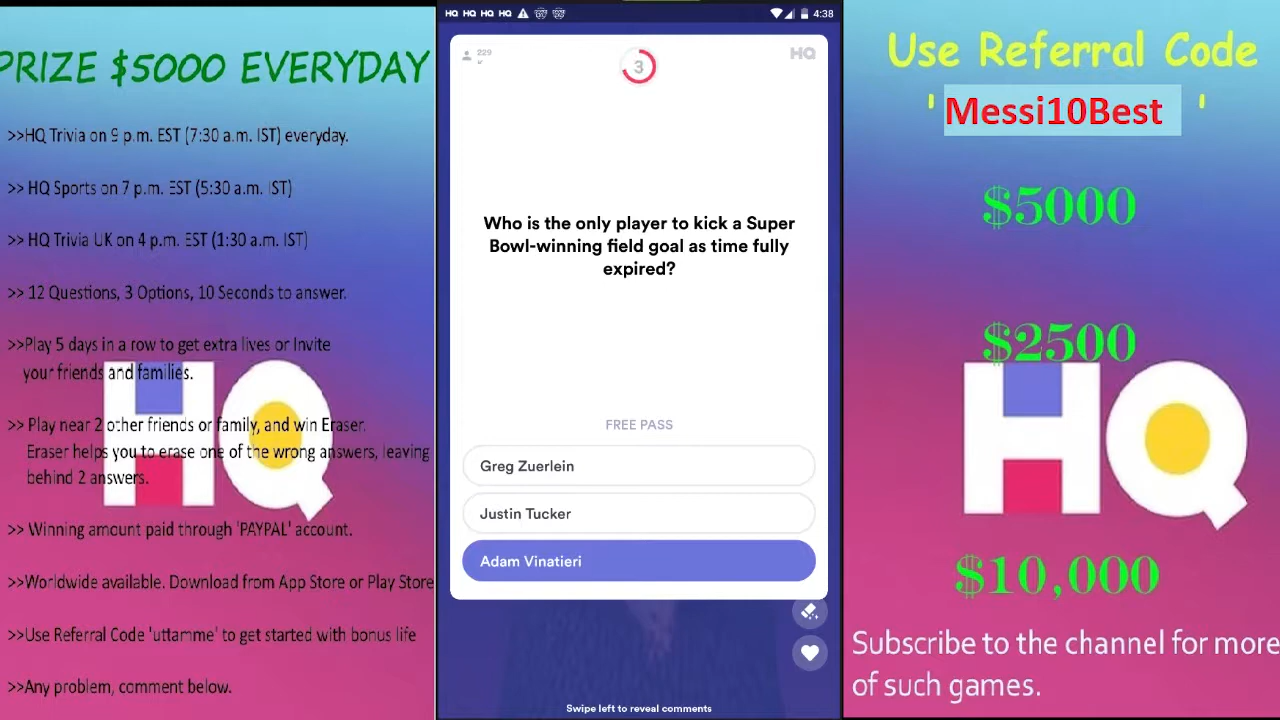 PRIZE $5000 EVERYDAY
>>HQ Trivia on 9 p.m. EST (7:30 a.m. IST) everyday.
>> HQ Sports on 7 p.m. EST (5:30 a.m. IST)
>> HQ Trivia UK on 4 p.m. EST (1:30 a.m. IST)
>> 12 Questions, 3 Options, 10 Seconds to answer.
>>Play 5 days in a row to get extra lives or Invite
your friends and families.
>> Play near 2 other friends or family, and win Eraser.
Eraser helps you to erase one of the wrong answers, leaving
behind 2 answers.
>> Winning amount paid through 'PAYPAL' account.
>>Worldwide available. Download from App Store or Play Store
>>Use Referral Code 'uttamme' to get started with bonus life
>>Any problem, comment below.
HQ
HQ HQ HQ HQ 4:38
229
3
HQ
Who is the only player to kick a Super
Bowl-winning field goal as time fully
expired?
FREE PASS
Greg Zuerlein
Justin Tucker
Adam Vinatieri
Swipe left to reveal comments
Use Referral Code
' Messi10Best '
$5000
$2500
HQ
$10,000
Subscribe to the channel for more
of such games.